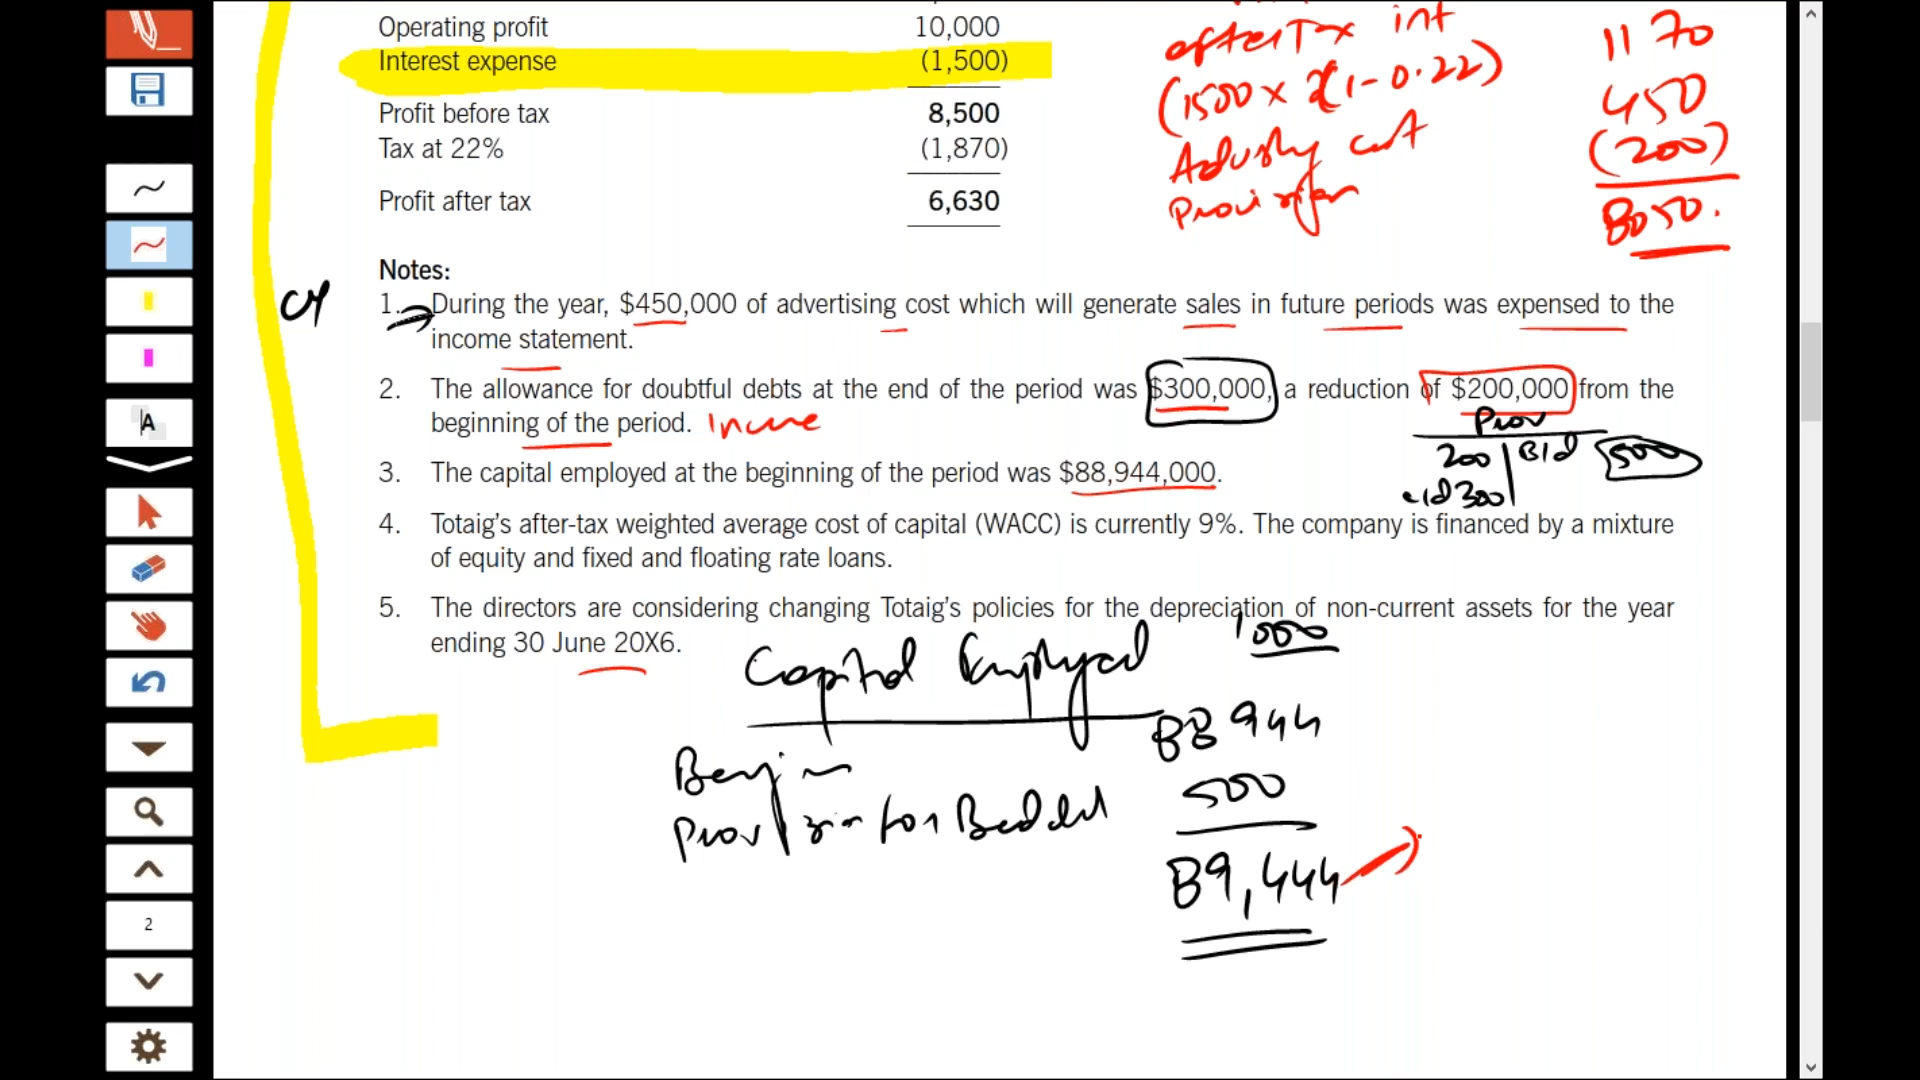 Operating profit 10,000
Interest expense (1,500)
Profit before tax 8,500
Tax at 22% (1,870)
Profit after tax 6,630
after Tax int 1170
(1500 x (1-0.22)
450
(200)
Provision
8050.
Notes:
1. During the year, $450,000 of advertising cost which will generate sales in future periods was expensed to the
income statement.
2. The allowance for doubtful debts at the end of the period was $300,000, a reduction of $200,000 from the
beginning of the period.
Prov
200 B/d 500
c/d 300
3. The capital employed at the beginning of the period was $88,944,000.
4. Totaig's after-tax weighted average cost of capital (WACC) is currently 9%. The company is financed by a mixture
of equity and fixed and floating rate loans.
5. The directors are considering changing Totaig's policies for the depreciation of non-current assets for the year
ending 30 June 20X6.
1000
Capital Employed
88944
Provision for Bad debt 500
89,444
A
2